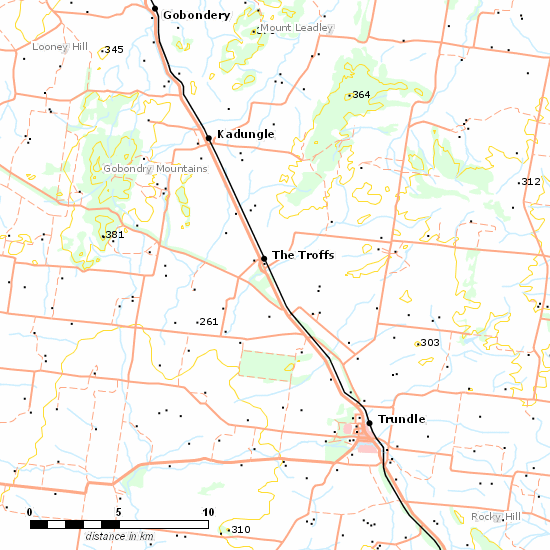 Gobondery
Mount Leadley
Looney Hill
345
364
Kadungle
Gobondry Mountains
312
381
The Troffs
261
303
Trundle
Rocky Hill
0 5 10
distance in km
310